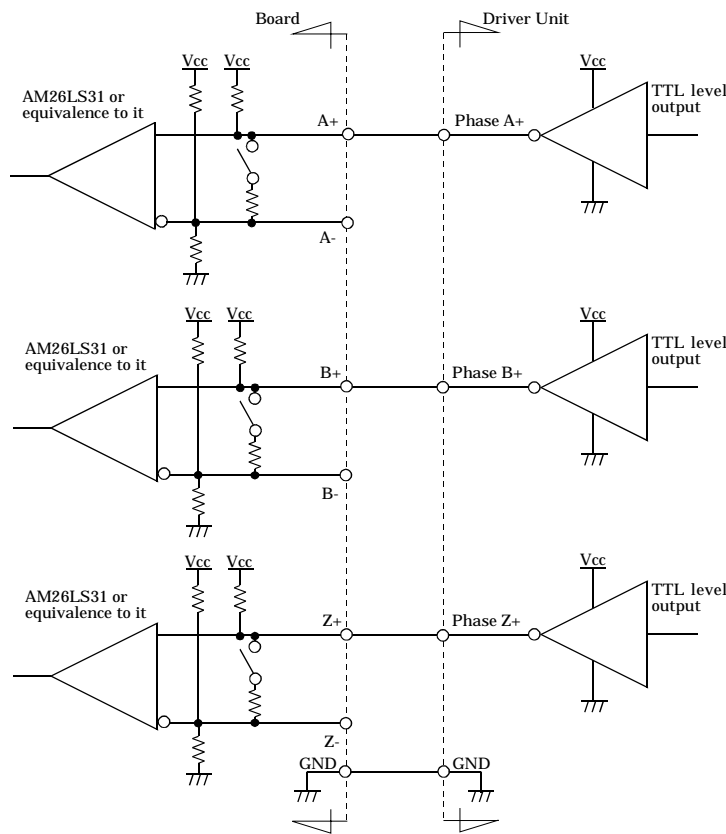 Board
Driver Unit
Vcc Vcc
Vcc
AM26LS31 or
equivalence to it
TTL level
output
A+
Phase A+
A-
Vcc Vcc
Vcc
AM26LS31 or
equivalence to it
TTL level
output
B+
Phase B+
B-
Vcc Vcc
Vcc
AM26LS31 or
equivalence to it
TTL level
output
Z+
Phase Z+
Z-
GND
GND